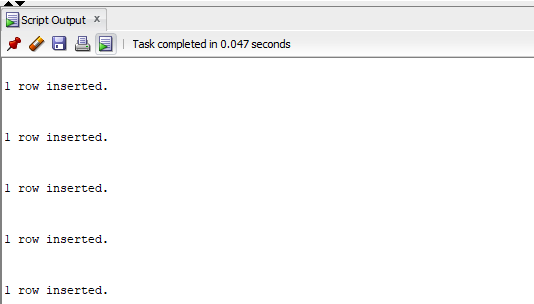 Script Output x
Task completed in 0.047 seconds
1 row inserted.
1 row inserted.
1 row inserted.
1 row inserted.
1 row inserted.